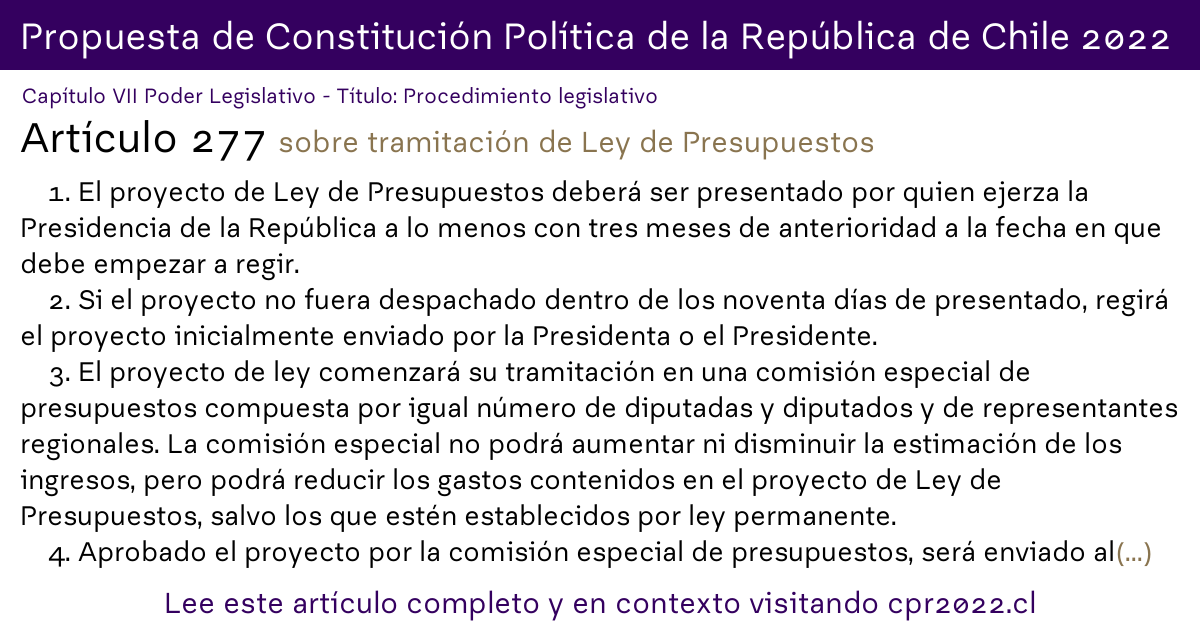 Propuesta de Constitución Política de la República de Chile 2022
Capítulo VII Poder Legislativo - Título: Procedimiento legislativo
Artículo 277 sobre tramitación de Ley de Presupuestos
1. El proyecto de Ley de Presupuestos deberá ser presentado por quien ejerza la
Presidencia de la República a lo menos con tres meses de anterioridad a la fecha en que
debe empezar a regir.
2. Si el proyecto no fuera despachado dentro de los noventa días de presentado, regirá
el proyecto inicialmente enviado por la Presidenta o el Presidente.
3. El proyecto de ley comenzará su tramitación en una comisión especial de
presupuestos compuesta por igual número de diputadas y diputados y de representantes
regionales. La comisión especial no podrá aumentar ni disminuir la estimación de los
ingresos, pero podrá reducir los gastos contenidos en el proyecto de Ley de
Presupuestos, salvo los que estén establecidos por ley permanente.
4. Aprobado el proyecto por la comisión especial de presupuestos, será enviado al(...)
Lee este artículo completo y en contexto visitando cpr2022.cl